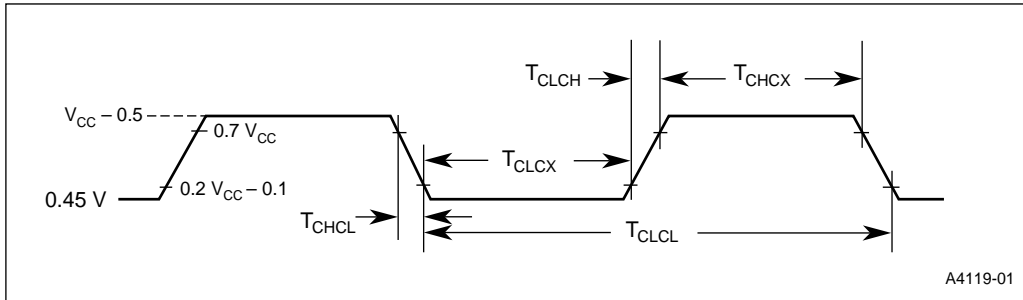 T_CLCH
T_CHCX
V_CC – 0.5
0.7 V_CC
T_CLCX
0.2 V_CC – 0.1
0.45 V
T_CHCL
T_CLCL
A4119-01